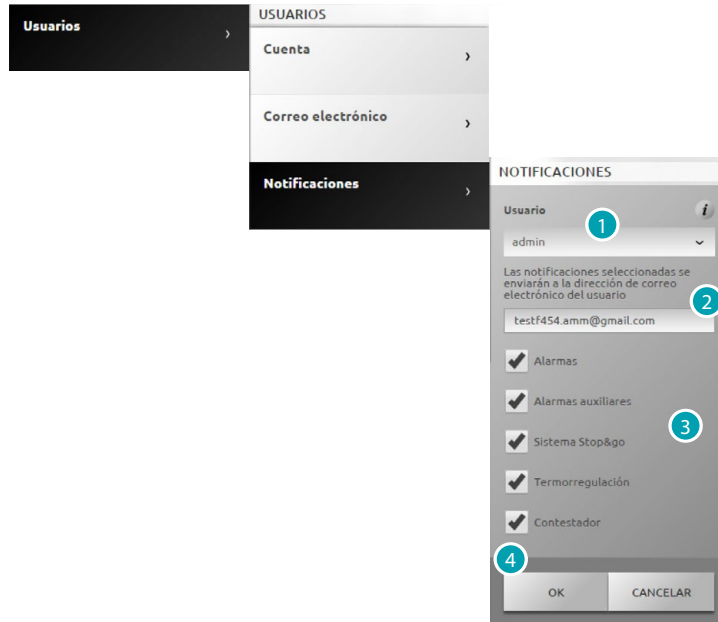 Usuarios
USUARIOS
Cuenta
Correo electrónico
Notificaciones
NOTIFICACIONES
Usuario
i
1
admin
Las notificaciones seleccionadas se
enviarán a la dirección de correo
electrónico del usuario
2
testf454.amm@gmail.com
Alarmas
Alarmas auxiliares
3
Sistema Stop&go
Termorregulación
Contestador
4
OK CANCELAR